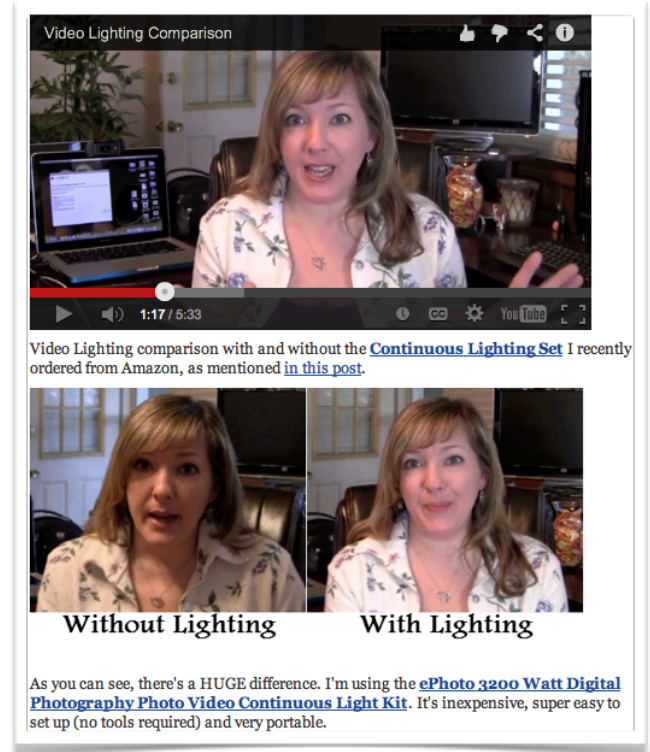 Video Lighting Comparison
1:17 / 5:33
CC
YouTube
Video Lighting comparison with and without the Continuous Lighting Set I recently
ordered from Amazon, as mentioned in this post.
Without Lighting
With Lighting
As you can see, there's a HUGE difference. I'm using the ePhoto 3200 Watt Digital
Photography Photo Video Continuous Light Kit. It's inexpensive, super easy to
set up (no tools required) and very portable.